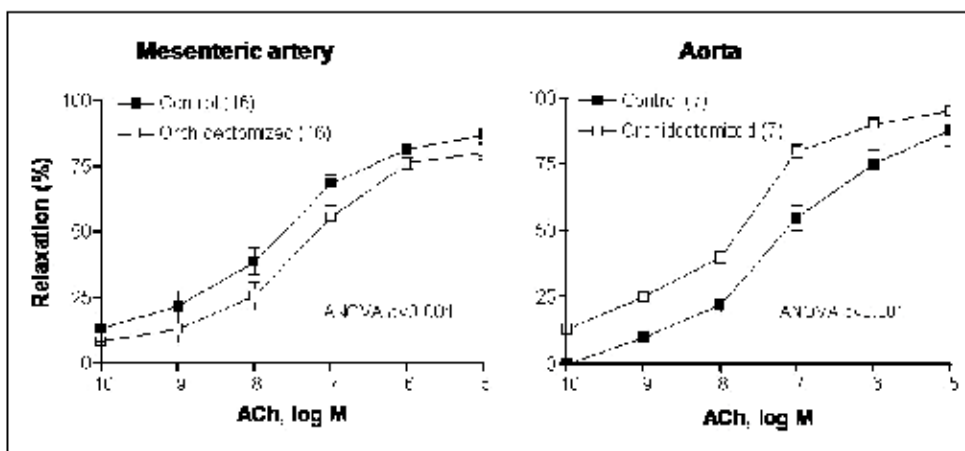 Mesenteric artery
Control (16)
Orchidectomized (16)
100
75
50
25
0
Relaxation (%)
ANOVA p<0.001
10 9 8 7 6 5
ACh, log M
Aorta
Control (7)
Orchidectomized (7)
100
75
50
25
0
ANOVA
10 9 8 7 5
ACh, log M